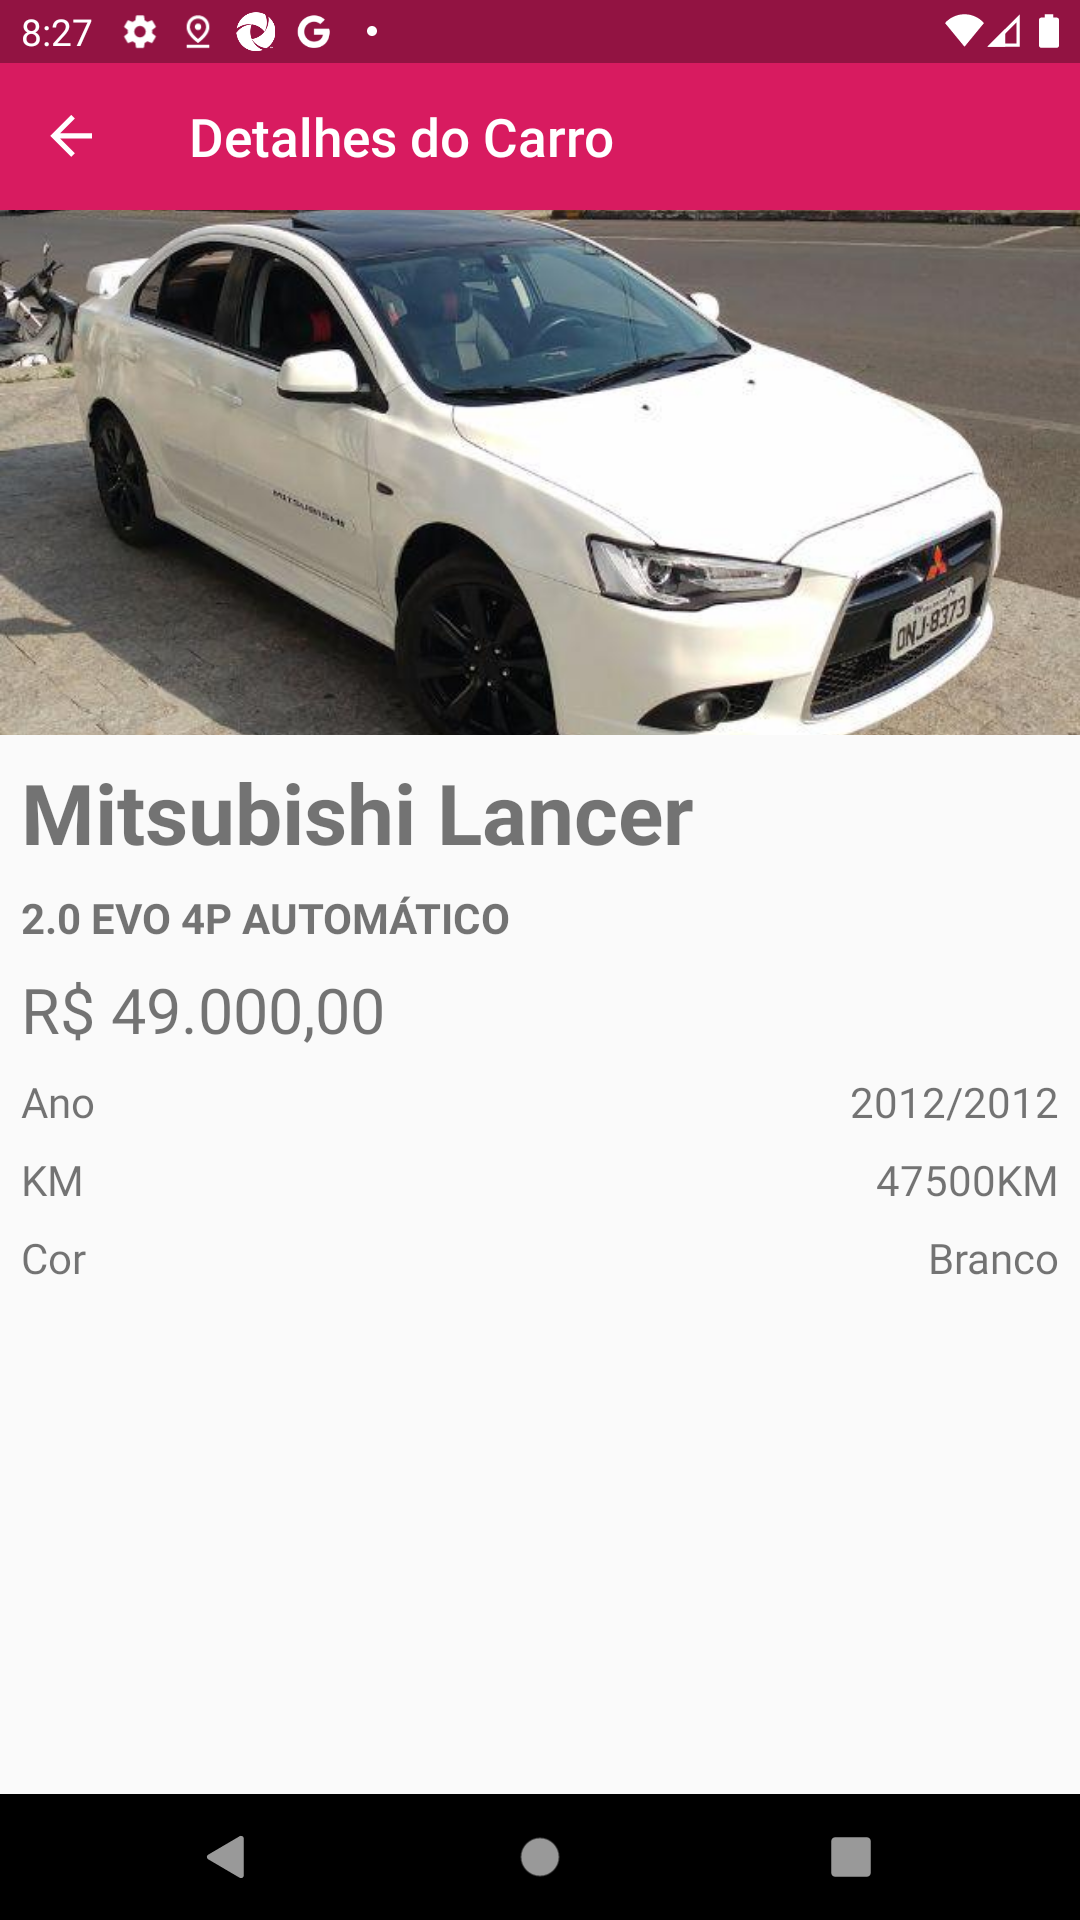 8:27
Detalhes do Carro
MITSUBISHI
ONJ-8373
Mitsubishi Lancer
2.0 EVO 4P AUTOMÁTICO
R$ 49.000,00
Ano 2012/2012
KM 47500KM
Cor Branco